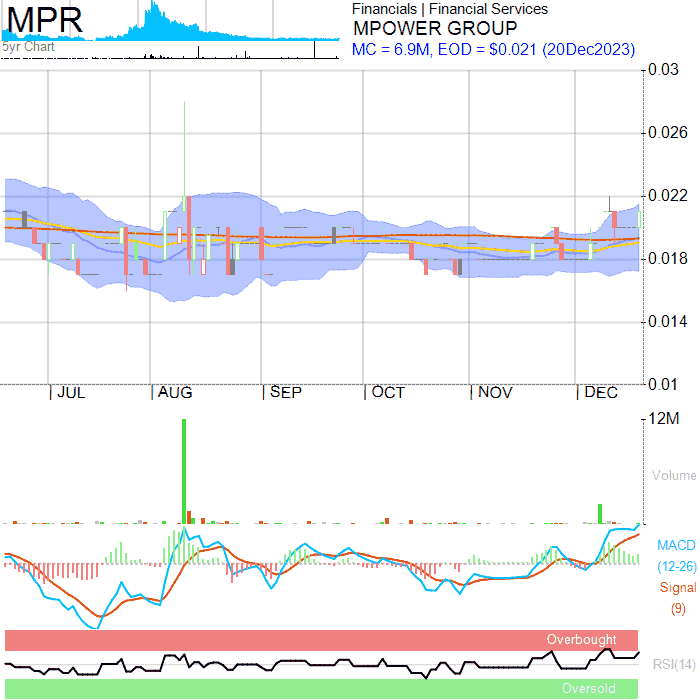 MPR
5yr Chart
Financials | Financial Services
MPOWER GROUP
MC = 6.9M, EOD = $0.021 (20Dec2023)
0.03
0.026
0.022
0.018
0.014
0.01
JUL AUG SEP OCT NOV DEC
12M
Volume
MACD
(12-26)
Signal
(9)
Overbought
RSI(14)
Oversold